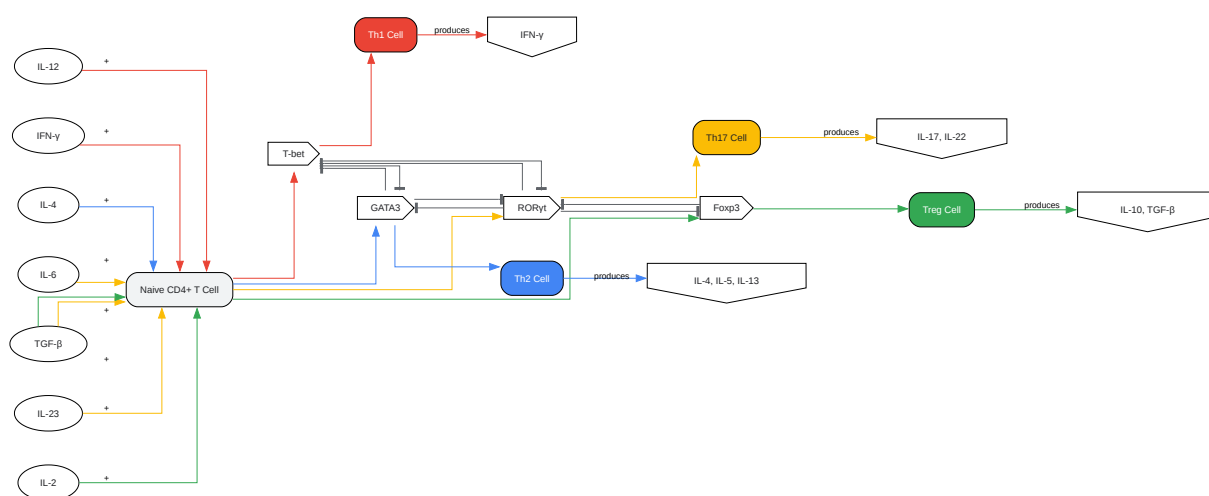 Th1 Cell
produces
IFN-γ
IL-12
+
IFN-γ
+
T-bet
Th17 Cell
produces
IL-17, IL-22
IL-4
+
GATA3
RORγt
Foxp3
Treg Cell
produces
IL-10, TGF-β
IL-6
+
Naive CD4+ T Cell
Th2 Cell
produces
IL-4, IL-5, IL-13
+
TGF-β
+
IL-23
+
IL-2
+